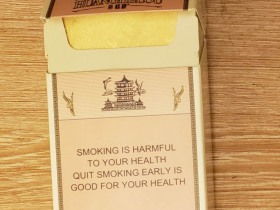 SMOKING IS HARMFUL
TO YOUR HEALTH
QUIT SMOKING EARLY IS
GOOD FOR YOUR HEALTH